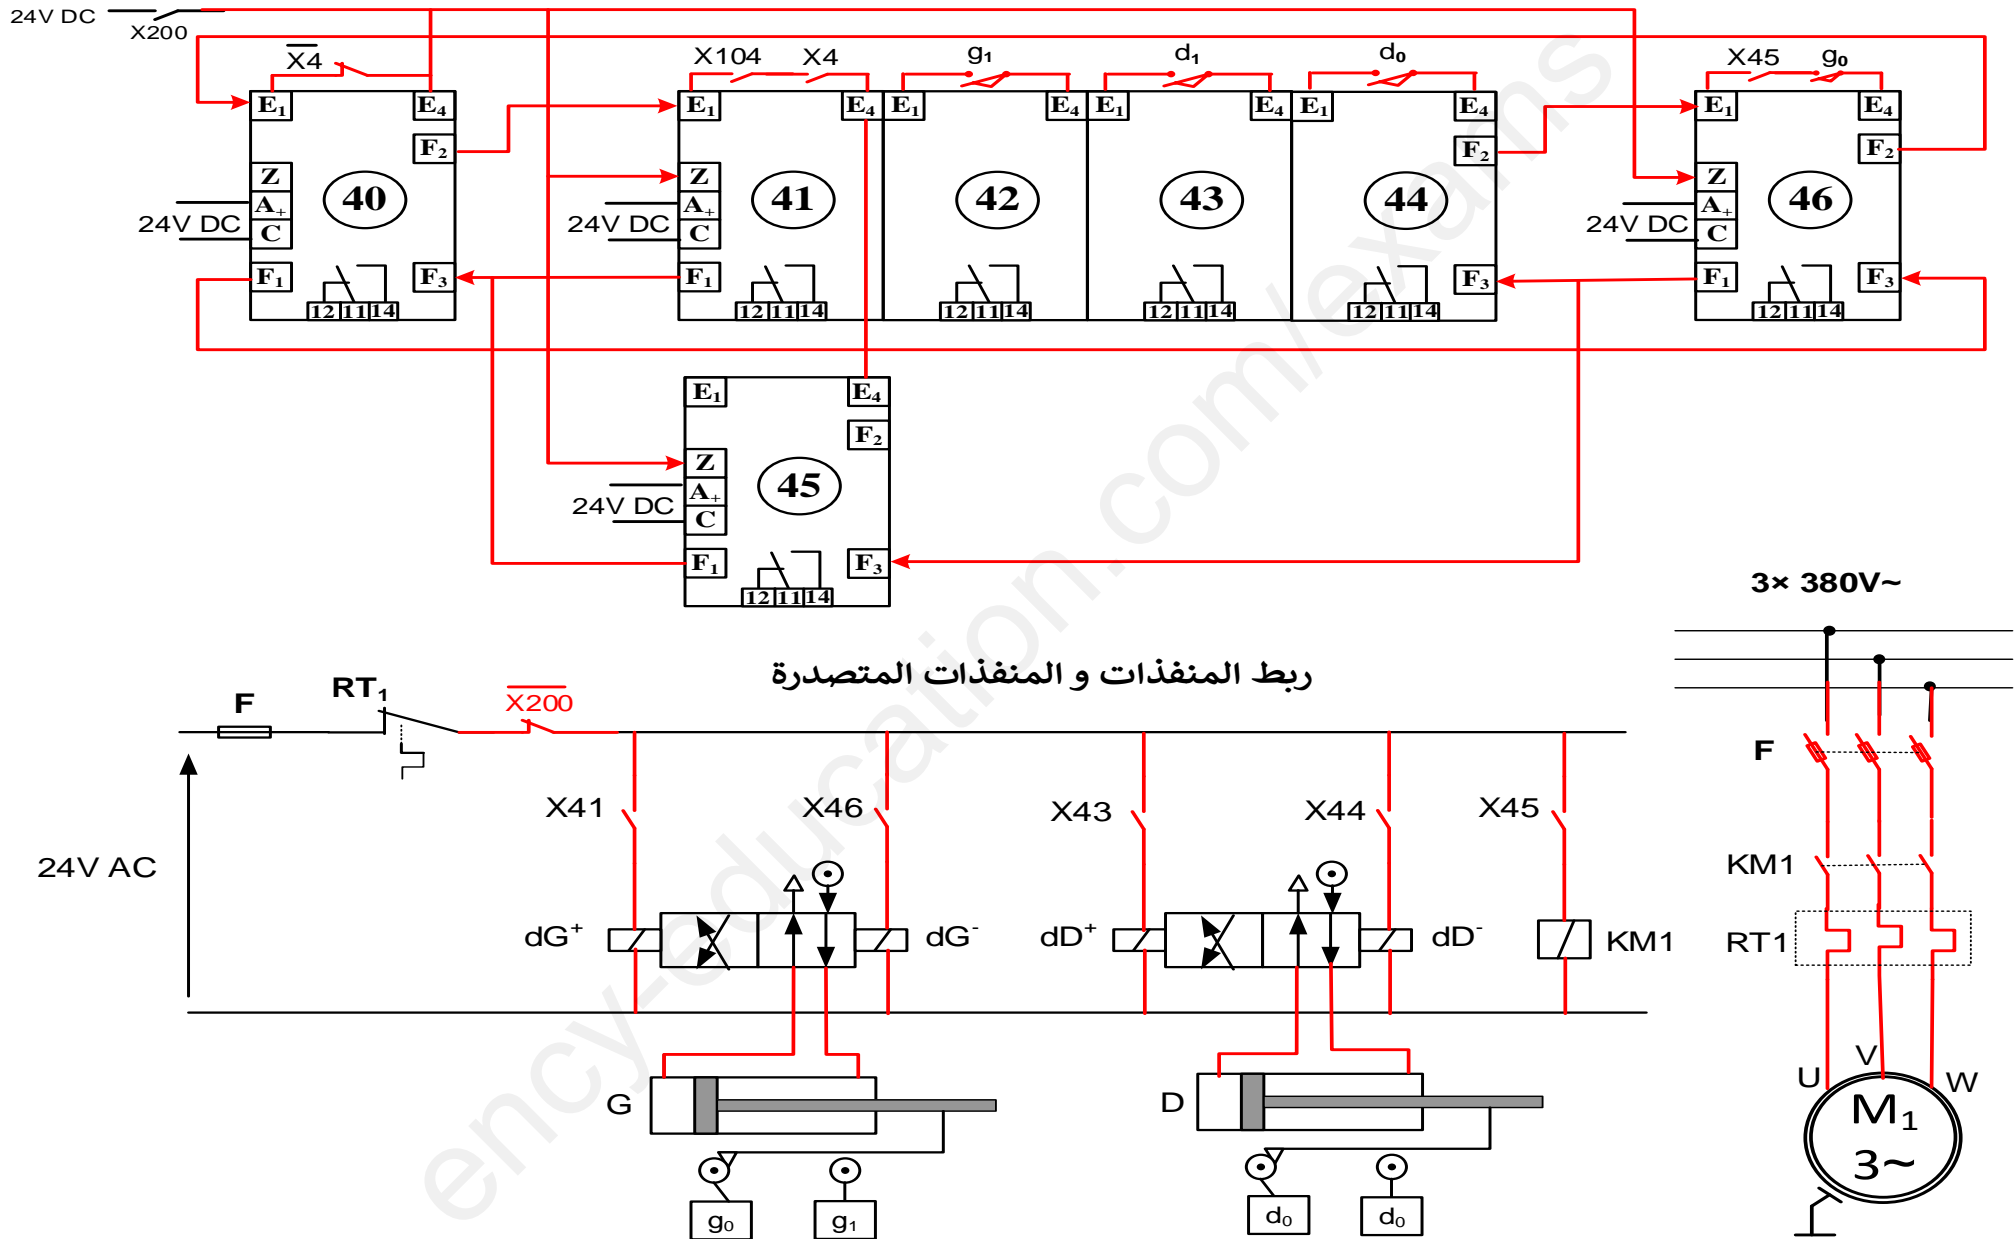 24V DC
X200
X4
X104 X4
g₁
d₁
d₀
X45 g₀
E₁ E₄
E₁ E₄
E₁ E₄
E₁ E₄
E₁ E₄
E₁ E₄
F₂
F₂
F₂
Z
A₊
C
24V DC
40
Z
A₊
C
24V DC
41
42
43
44
Z
A₊
C
24V DC
46
F₁ F₃
F₁
F₃
F₁ F₃
12 11 14
12 11 14
12 11 14
12 11 14
12 11 14
12 11 14
E₁ E₄
F₂
Z
A₊
C
24V DC
45
F₁ F₃
12 11 14
3× 380V~
ربط المنفذات و المنفذات المتصدرة
F
RT₁
X200
24V AC
X41
X46
X43
X44
X45
dG⁺
dG⁻
dD⁺
dD⁻
KM1
F
KM1
RT1
U
V
W
M₁
3~
G
D
g₀
g₁
d₀
d₀
ency-education.com/exams